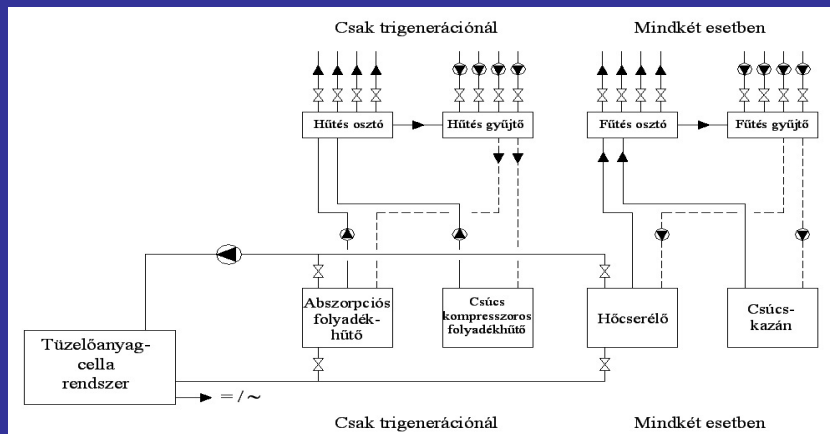 Csak trigenerációnál
Mindkét esetben
Hűtés osztó
Hűtés gyűjtő
Fűtés osztó
Fűtés gyűjtő
Abszorpciós
folyadék-
hűtő
Csúcs
kompresszoros
folyadékhűtő
Hőcserélő
Csúcs-
kazán
Tüzelőanyag-
cella
rendszer
= / ~
Csak trigenerációnál
Mindkét esetben